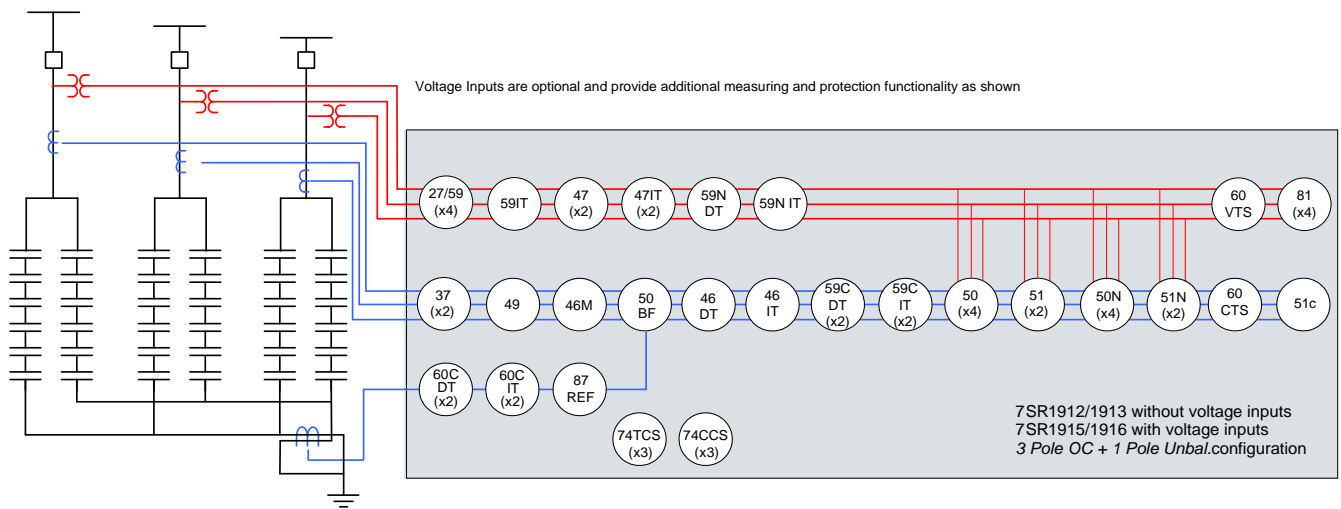 Voltage Inputs are optional and provide additional measuring and protection functionality as shown
27/59
(x4)
59IT
47
(x2)
47IT
(x2)
59N
DT
59N IT
60
VTS
81
(x4)
37
(x2)
49
46M
50
BF
46
DT
46
IT
59C
DT
(x2)
59C
IT
(x2)
50
(x4)
51
(x2)
50N
(x4)
51N
(x2)
60
CTS
51c
60C
DT
(x2)
60C
IT
(x2)
87
REF
74TCS
(x3)
74CCS
(x3)
7SR1912/1913 without voltage inputs
7SR1915/1916 with voltage inputs
3 Pole OC + 1 Pole Unbal.configuration